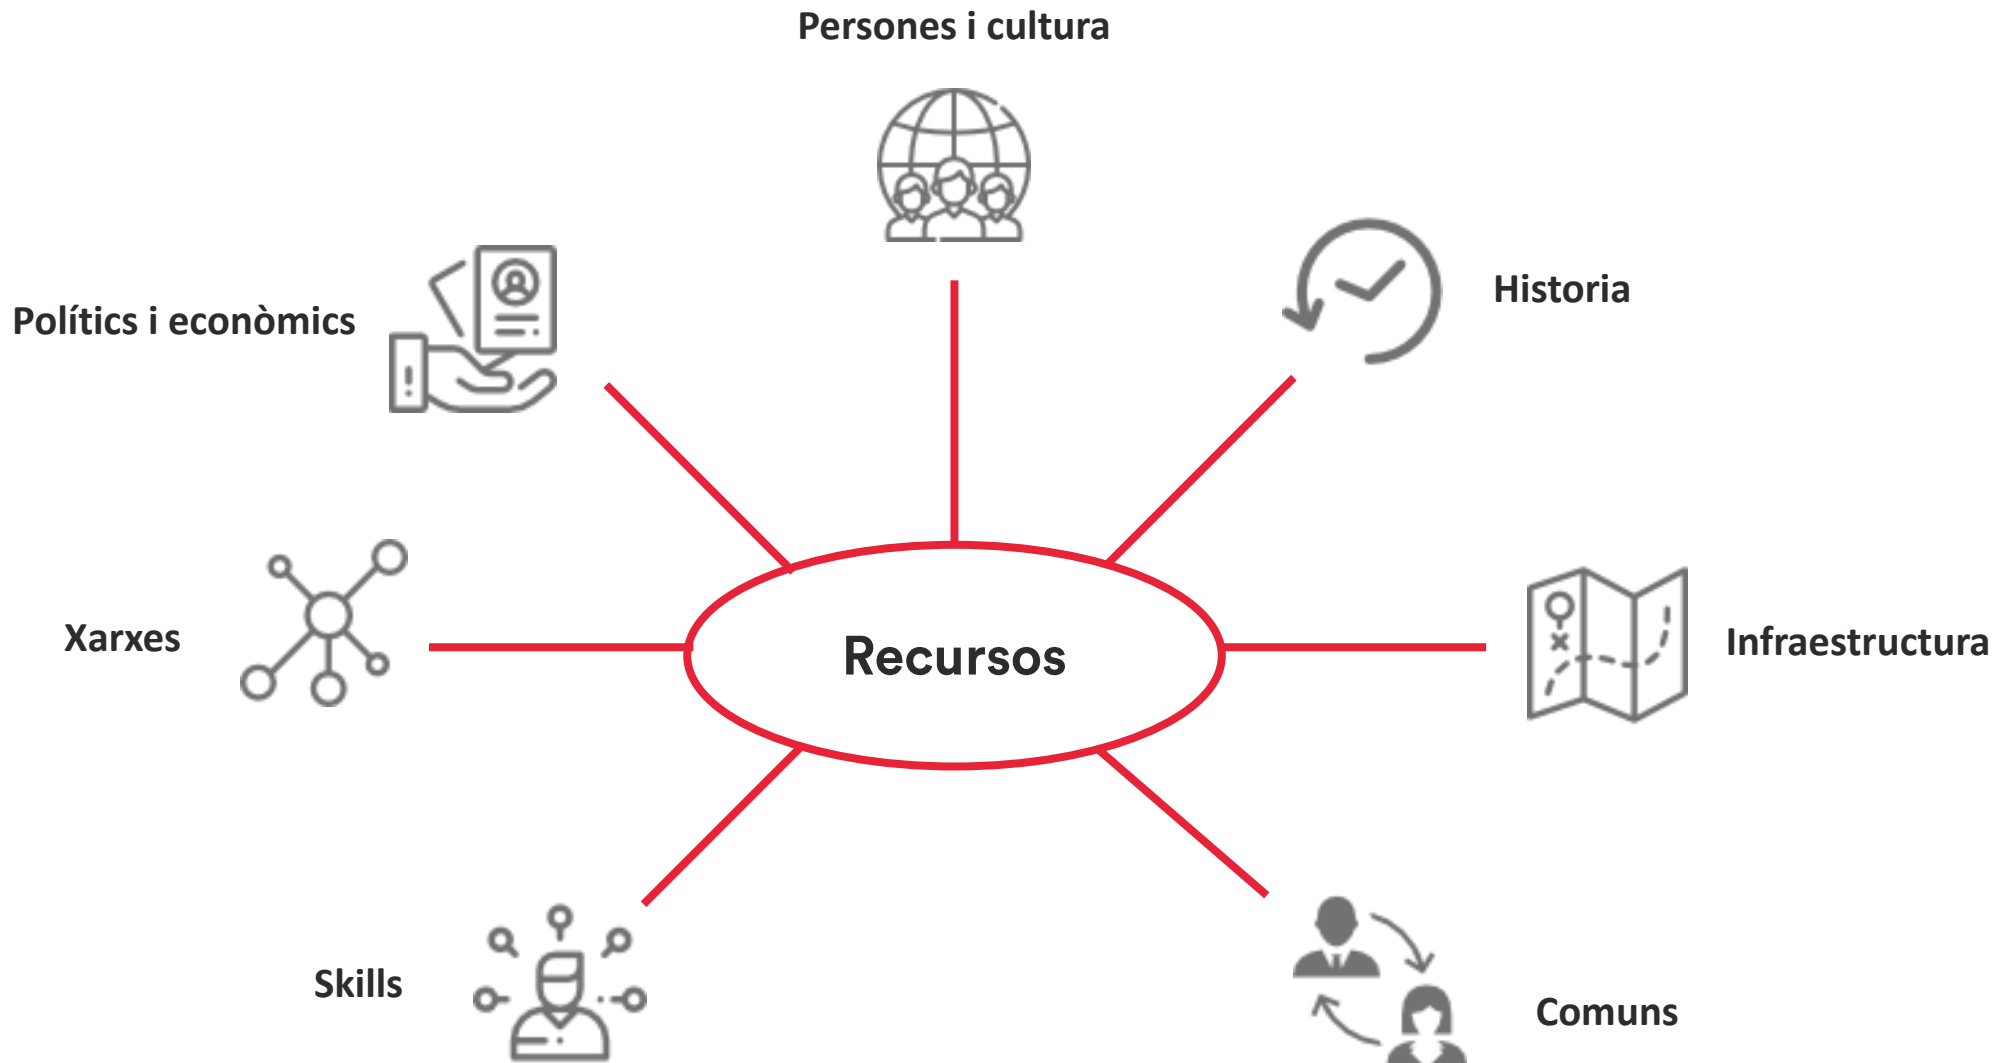 Persones i cultura
Historia
Polítics i econòmics
Xarxes
Recursos
Infraestructura
Skills
Comuns